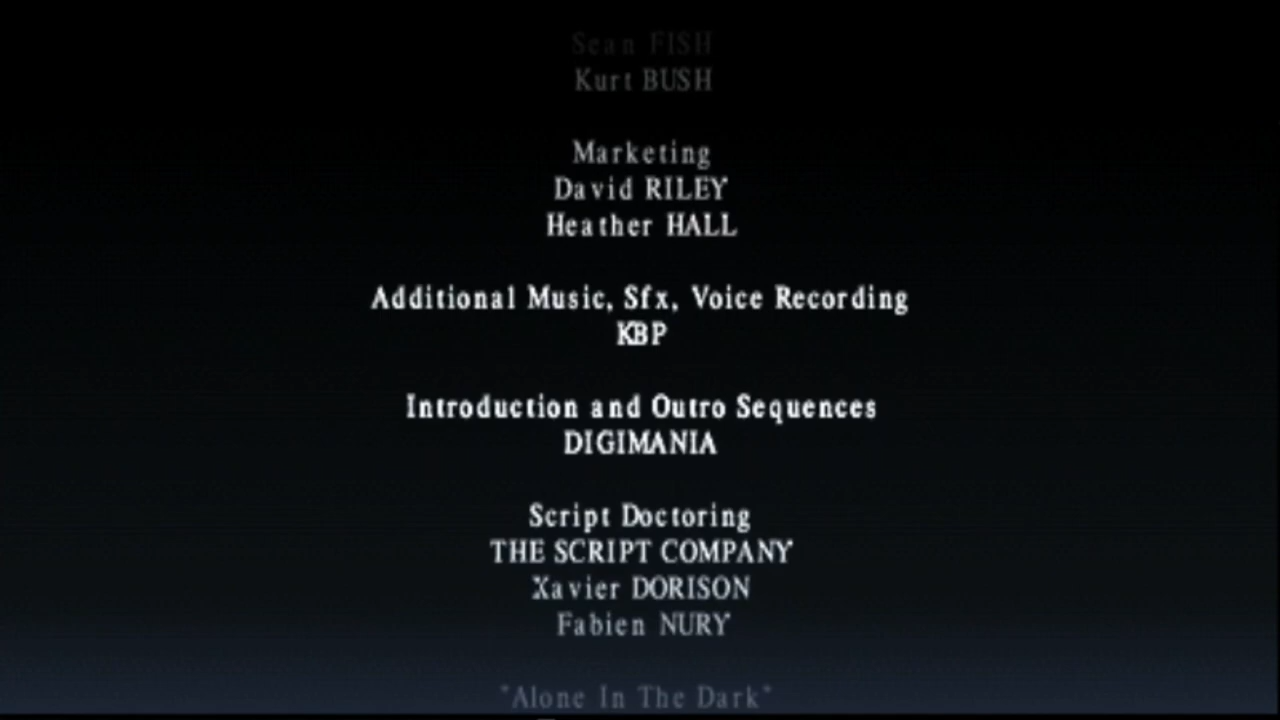 Sean FISH
Kurt BUSH
Marketing
David RILEY
Heather HALL
Additional Music, Sfx, Voice Recording
KBP
Introduction and Outro Sequences
DIGIMANIA
Script Doctoring
THE SCRIPT COMPANY
Xavier DORISON
Fabien NURY
"Alone In The Dark"